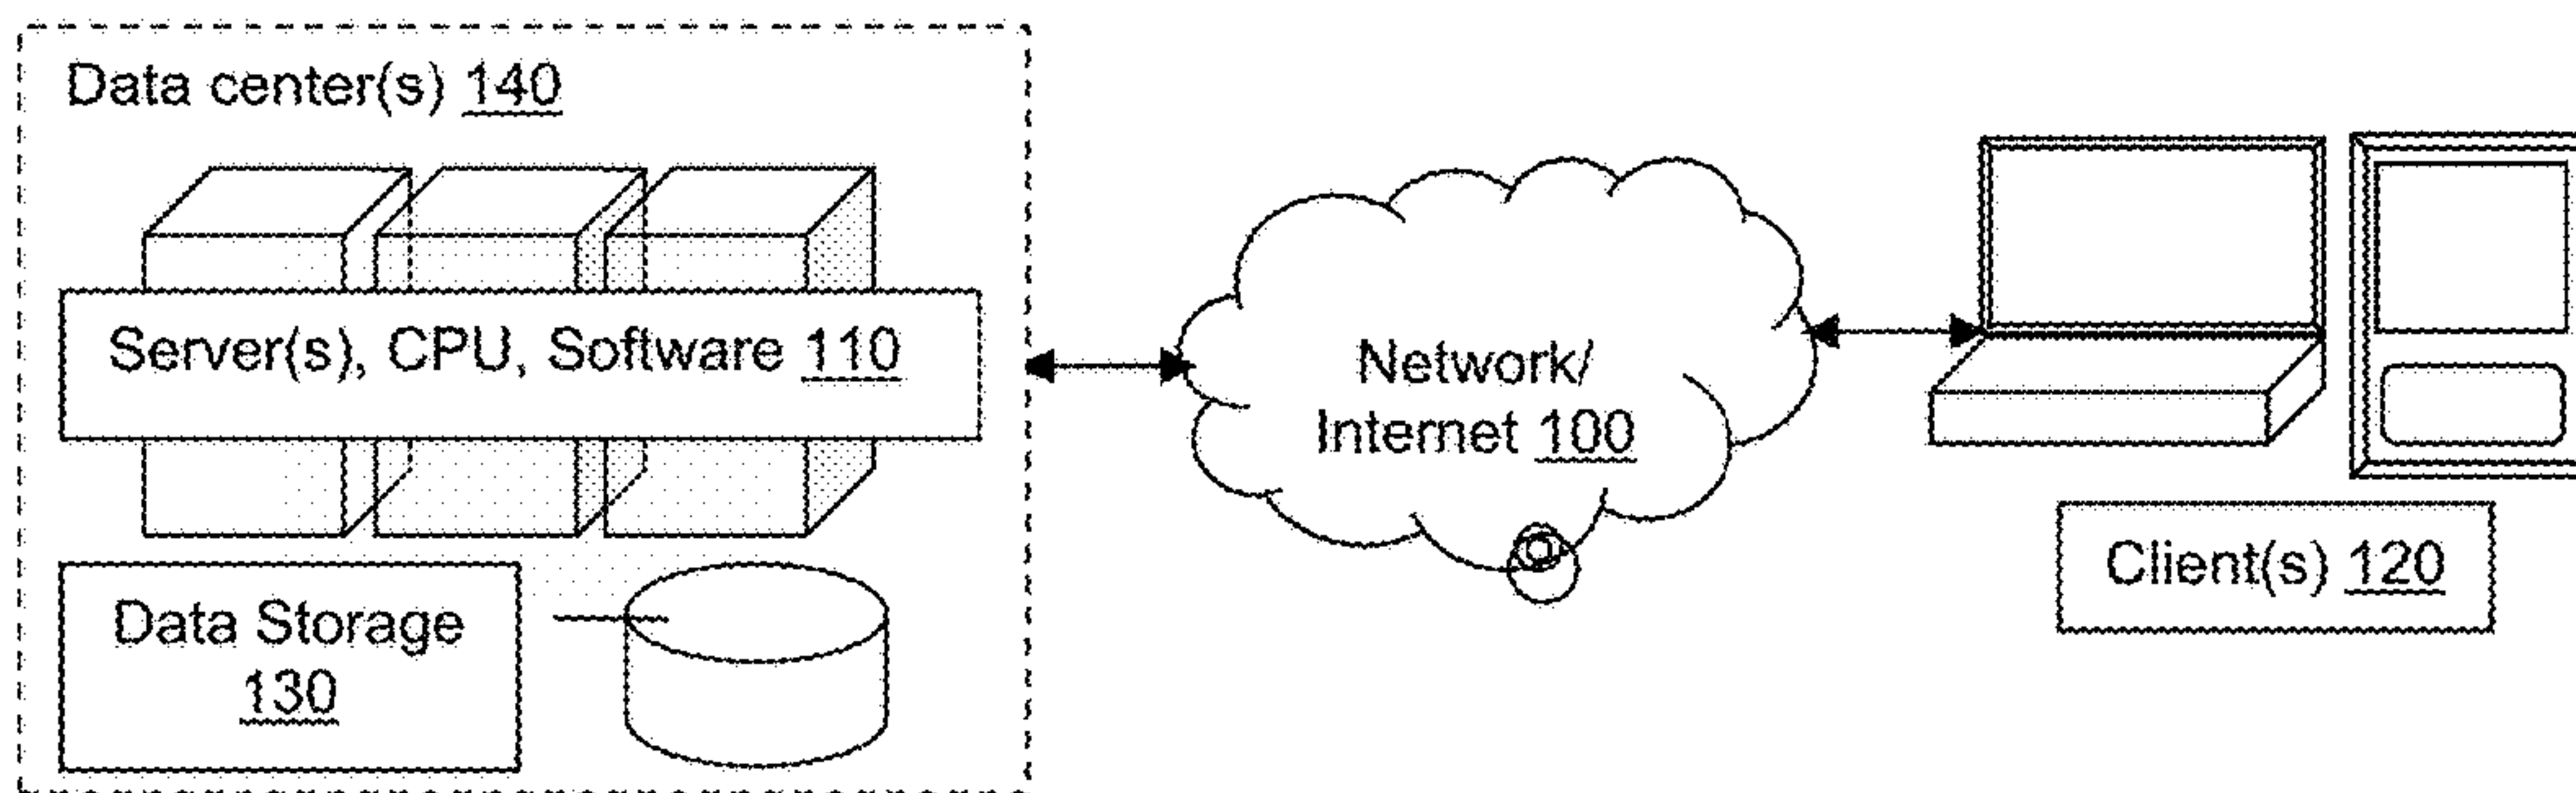 Data center(s) 140
Server(s), CPU, Software 110
Data Storage
130
Network/
Internet 100
Client(s) 120